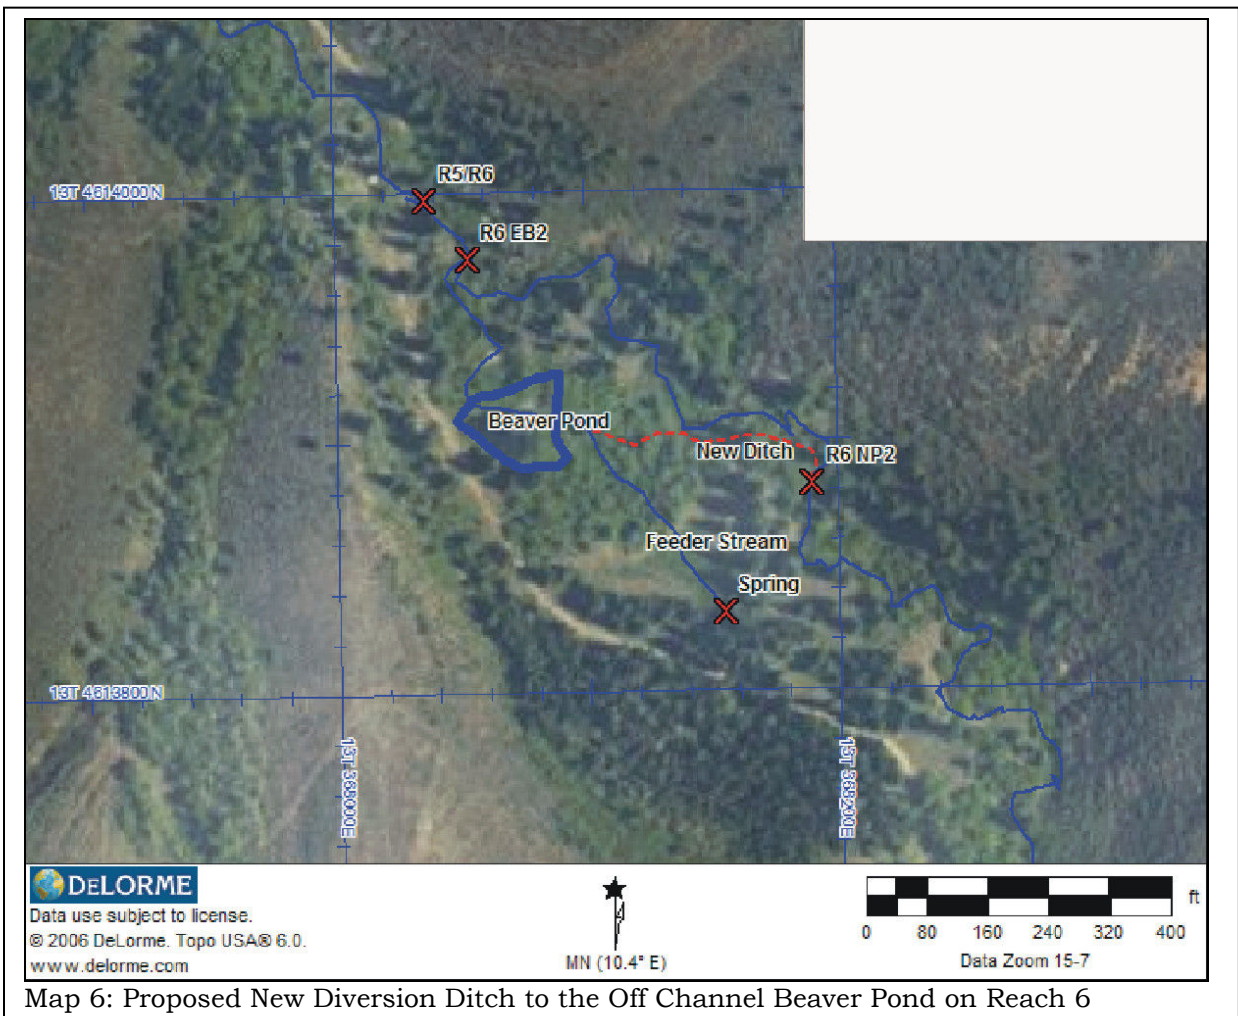 R5/R6
13T 4614000N
R6 EB2
Beaver Pond
New Ditch
R6 NP2
Feeder Stream
Spring
13T 4613800N
13T 365000E
13T 365200E
DELORME
Data use subject to license.
© 2006 DeLorme. Topo USA® 6.0.
www.delorme.com
MN (10.4° E)
ft
0 80 160 240 320 400
Data Zoom 15-7
Map 6: Proposed New Diversion Ditch to the Off Channel Beaver Pond on Reach 6